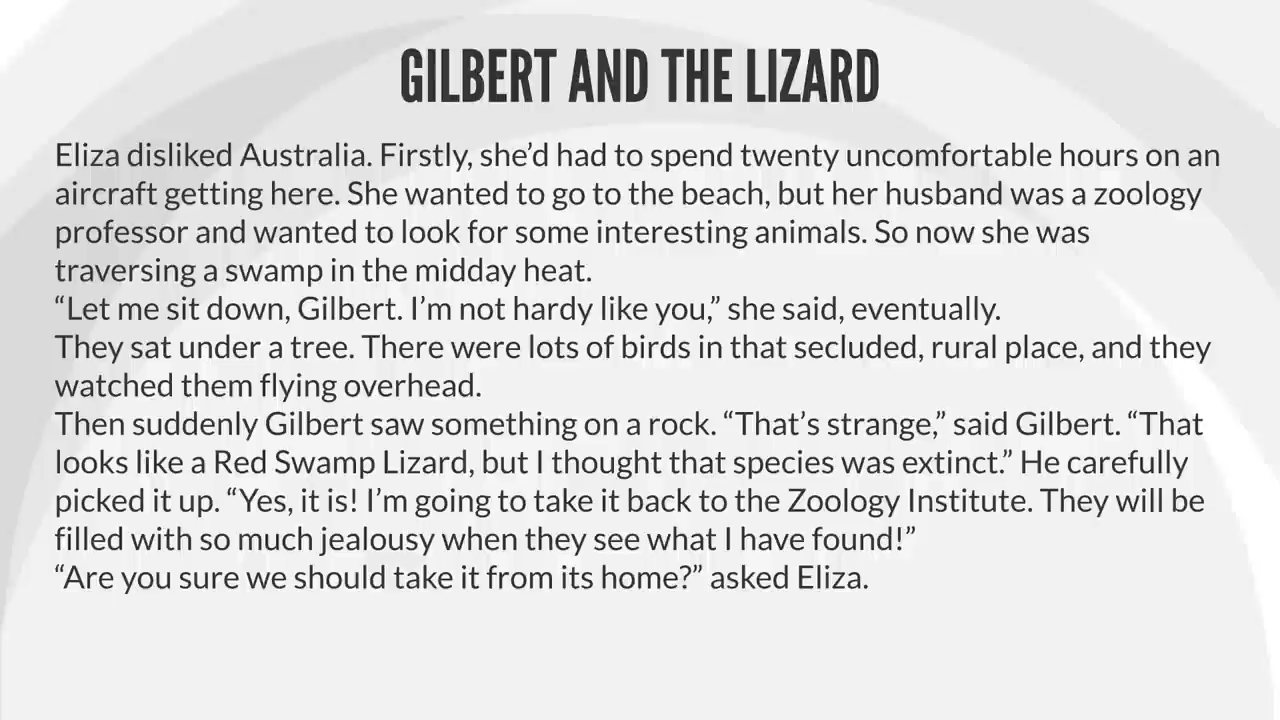 GILBERT AND THE LIZARD
Eliza disliked Australia. Firstly, she’d had to spend twenty uncomfortable hours on an
aircraft getting here. She wanted to go to the beach, but her husband was a zoology
professor and wanted to look for some interesting animals. So now she was
traversing a swamp in the midday heat.
“Let me sit down, Gilbert. I’m not hardy like you,” she said, eventually.
They sat under a tree. There were lots of birds in that secluded, rural place, and they
watched them flying overhead.
Then suddenly Gilbert saw something on a rock. “That’s strange,” said Gilbert. “That
looks like a Red Swamp Lizard, but I thought that species was extinct.” He carefully
picked it up. “Yes, it is! I’m going to take it back to the Zoology Institute. They will be
filled with so much jealousy when they see what I have found!”
“Are you sure we should take it from its home?” asked Eliza.